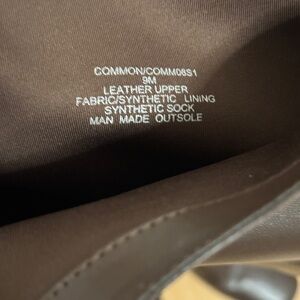 COMMON/COMM08S1
9M
LEATHER UPPER
FABRIC/SYNTHETIC LINING
SYNTHETIC SOCK
MAN MADE OUTSOLE